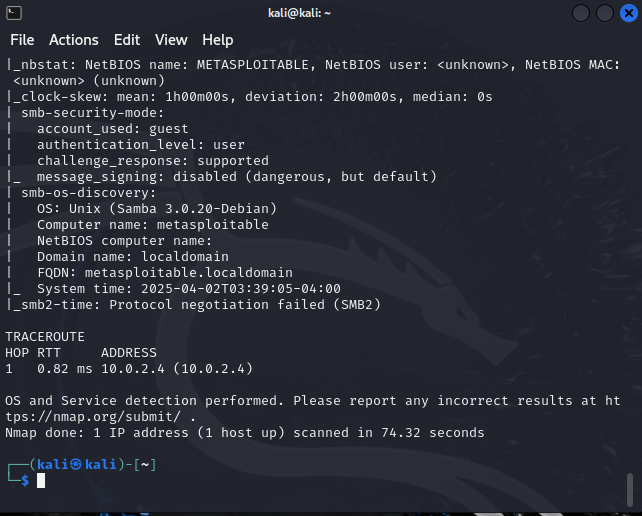 kali@kali: ~
File Actions Edit View Help
|_nbstat: NetBIOS name: METASPLOITABLE, NetBIOS user: <unknown>, NetBIOS MAC:
 <unknown> (unknown)
|_clock-skew: mean: 1h00m00s, deviation: 2h00m00s, median: 0s
| smb-security-mode:
|   account_used: guest
|   authentication_level: user
|   challenge_response: supported
|_  message_signing: disabled (dangerous, but default)
| smb-os-discovery:
|   OS: Unix (Samba 3.0.20-Debian)
|   Computer name: metasploitable
|   NetBIOS computer name:
|   Domain name: localdomain
|   FQDN: metasploitable.localdomain
|_  System time: 2025-04-02T03:39:05-04:00
|_smb2-time: Protocol negotiation failed (SMB2)
TRACEROUTE
HOP RTT     ADDRESS
1   0.82 ms 10.0.2.4 (10.0.2.4)
OS and Service detection performed. Please report any incorrect results at ht
tps://nmap.org/submit/ .
Nmap done: 1 IP address (1 host up) scanned in 74.32 seconds
┌──(kali㉿kali)-[~]
└─$